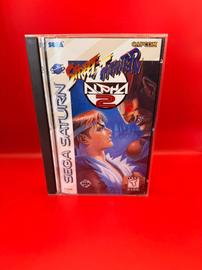 SEGA
CAPCOM
STREET FIGHTER
ALPHA
2
SEGA SATURN